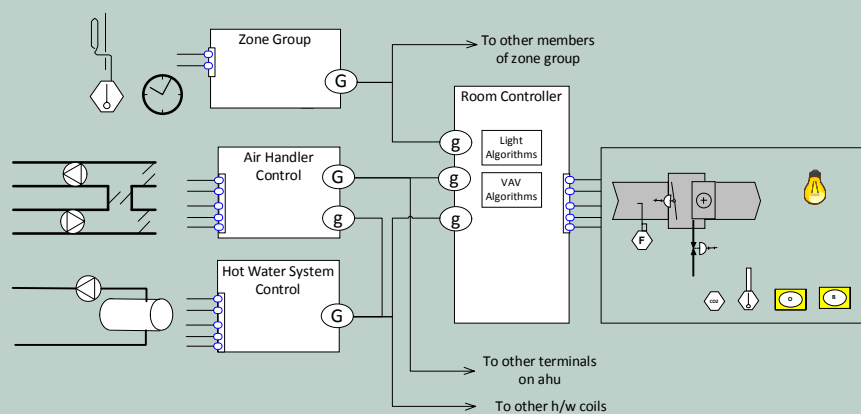 Zone Group
G
To other members
of zone group
Room Controller
g
Light
Algorithms
Air Handler
Control
G
g
VAV
Algorithms
g
g
F
Hot Water System
Control
G
CO2
O
B
To other terminals
on ahu
To other h/w coils